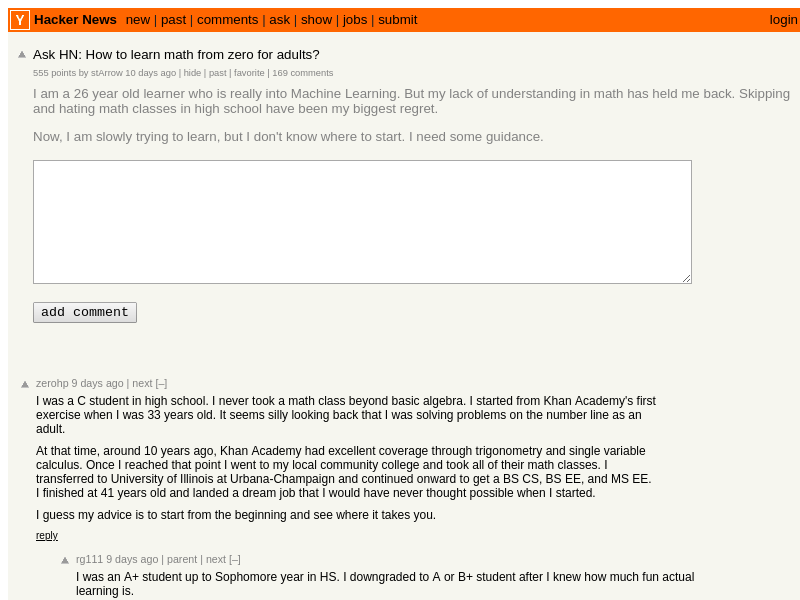 Y Hacker News new | past | comments | ask | show | jobs | submit login
Ask HN: How to learn math from zero for adults?
555 points by stArrow 10 days ago | hide | past | favorite | 169 comments
I am a 26 year old learner who is really into Machine Learning. But my lack of understanding in math has held me back. Skipping
and hating math classes in high school have been my biggest regret.
Now, I am slowly trying to learn, but I don't know where to start. I need some guidance.
add comment
zerohp 9 days ago | next [–]
I was a C student in high school. I never took a math class beyond basic algebra. I started from Khan Academy's first
exercise when I was 33 years old. It seems silly looking back that I was solving problems on the number line as an
adult.
At that time, around 10 years ago, Khan Academy had excellent coverage through trigonometry and single variable
calculus. Once I reached that point I went to my local community college and took all of their math classes. I
transferred to University of Illinois at Urbana-Champaign and continued onward to get a BS CS, BS EE, and MS EE.
I finished at 41 years old and landed a dream job that I would have never thought possible when I started.
I guess my advice is to start from the beginning and see where it takes you.
reply
rg111 9 days ago | parent | next [–]
I was an A+ student up to Sophomore year in HS. I downgraded to A or B+ student after I knew how much fun actual
learning is.